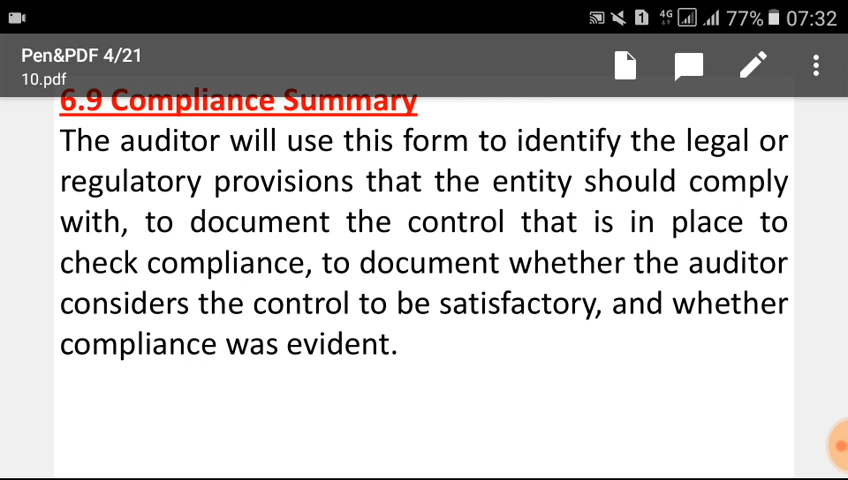 1 4G 77% 07:32
Pen&PDF 4/21
10.pdf
6.9 Compliance Summary
The auditor will use this form to identify the legal or
regulatory provisions that the entity should comply
with, to document the control that is in place to
check compliance, to document whether the auditor
considers the control to be satisfactory, and whether
compliance was evident.